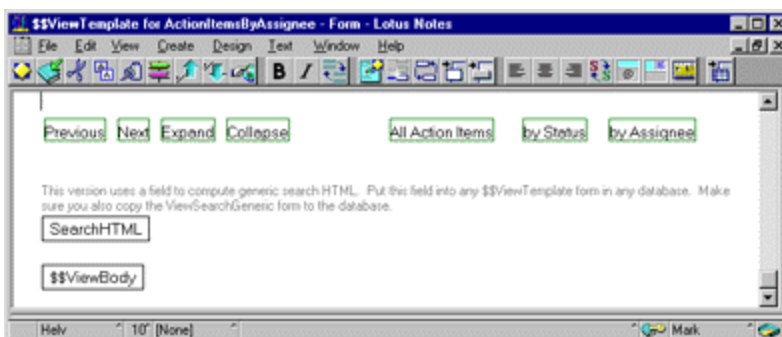 $$ViewTemplate for ActionItemsByAssignee - Form - Lotus Notes
File Edit View Create Design Text Window Help
B I
Previous Next Expand Collapse All Action Items by Status by Assignee
This version uses a field to compute generic search HTML. Put this field into any $$ViewTemplate form in any database. Make
sure you also copy the ViewSearchGeneric form to the database.
SearchHTML
$$ViewBody
Helv 10" [None] Mark